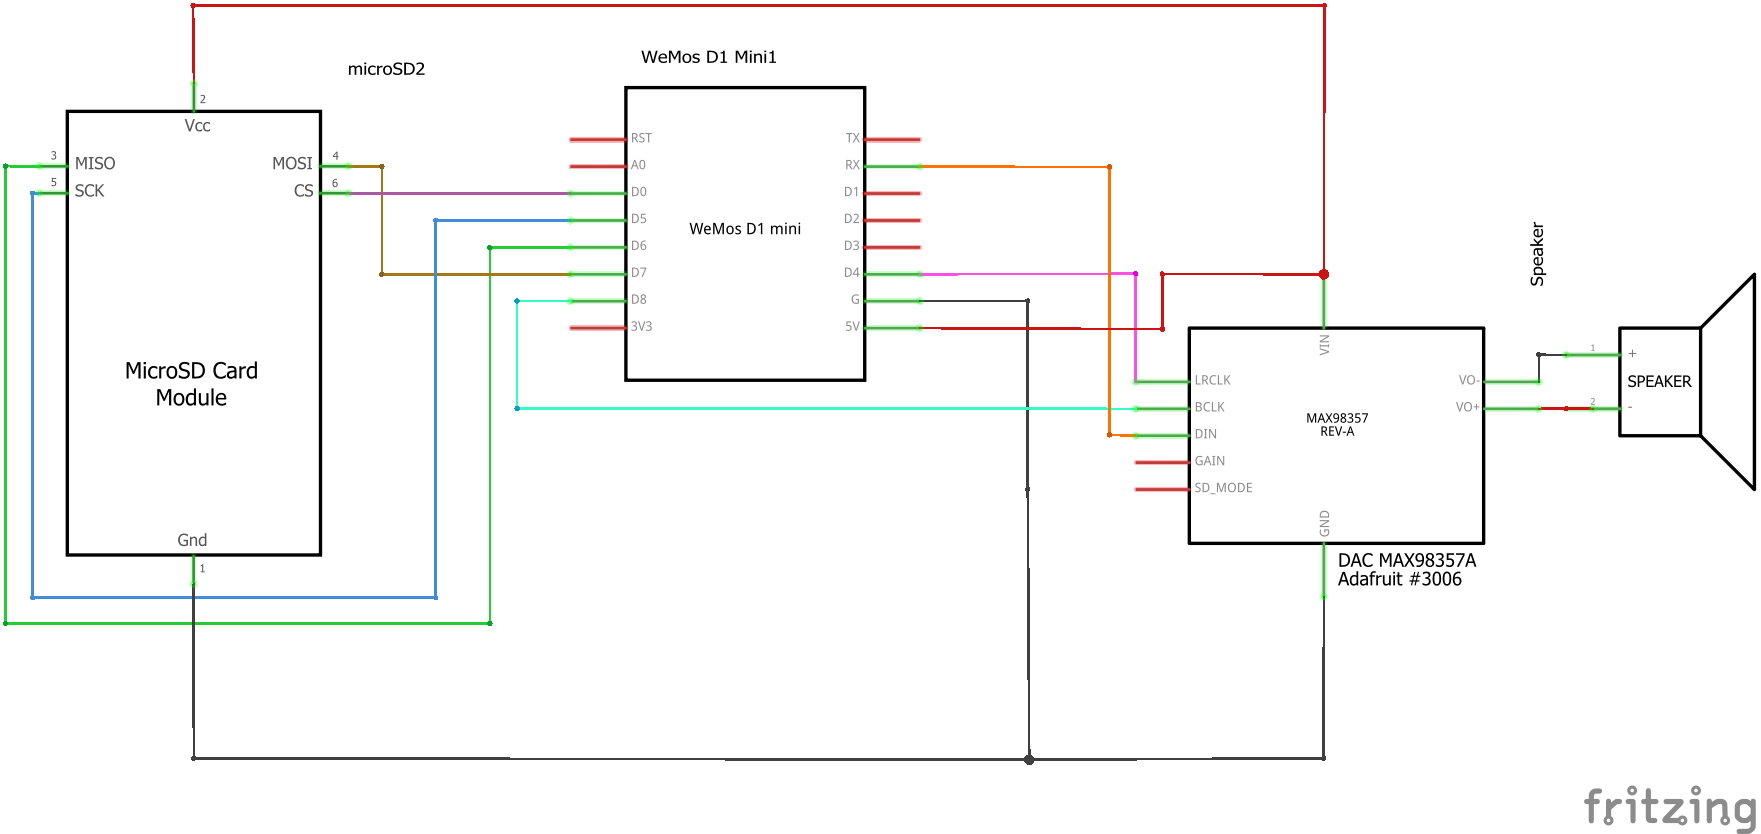 WeMos D1 Mini1
microSD2
2
Vcc
3
MISO
MOSI
4
5
SCK
CS
6
MicroSD Card
Module
Gnd
1
RST
A0
D0
D5
D6
D7
D8
3V3
WeMos D1 mini
TX
RX
D1
D2
D3
D4
G
5V
VIN
LRCLK
BCLK
DIN
GAIN
SD_MODE
MAX98357
REV-A
VO-
VO+
GND
DAC MAX98357A
Adafruit #3006
Speaker
1
+
SPEAKER
2
-
fritzing